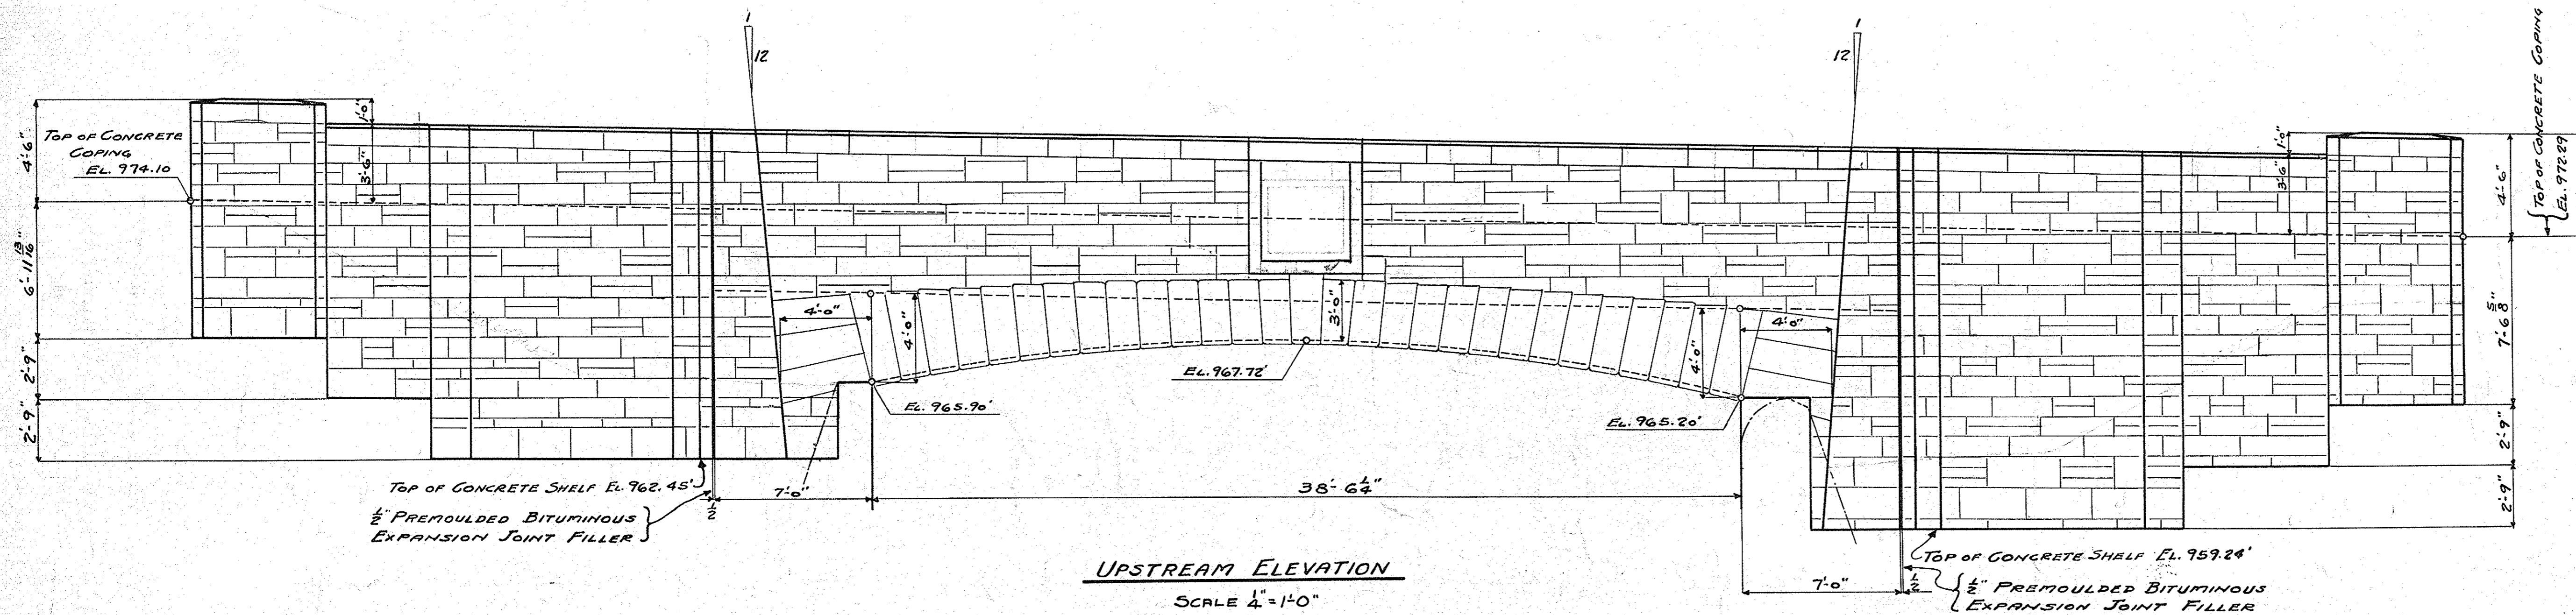 1
12
1
12
TOP OF CONCRETE
COPING
EL. 974.10
4'-6"
6'-11 13/16"
2'-9"
2'-9"
1'-0"
3'-6"
4'-0"
4'-0"
3'-0"
4'-0"
4'-0"
EL. 967.72'
EL. 965.90'
EL. 965.20'
1'-0"
3'-6"
4'-6"
TOP OF CONCRETE COPING
EL. 972.29
7'-6 5/8"
2'-9"
2'-9"
TOP OF CONCRETE SHELF EL. 962.45'
1/2" PREMOULDED BITUMINOUS
EXPANSION JOINT FILLER
1/2
7'-0"
38'-6 1/4"
7'-0"
1/2
TOP OF CONCRETE SHELF EL. 959.24'
1/2" PREMOULDED BITUMINOUS
EXPANSION JOINT FILLER
UPSTREAM ELEVATION
SCALE 1/4"=1'-0"